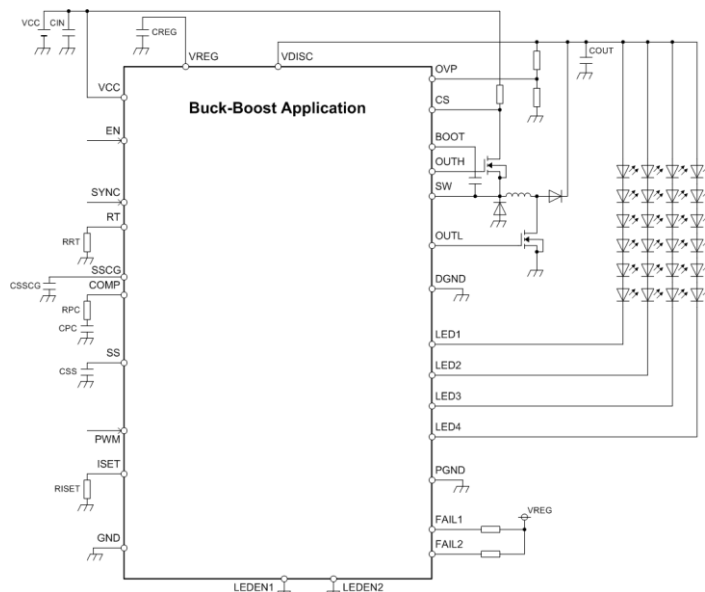 VCC CIN
CREG
VREG VDISC
COUT
VCC
Buck-Boost Application
OVP
CS
EN
BOOT
OUTH
SYNC
SW
RT
RRT
OUTL
SSCG
CSSCG
COMP
DGND
RPC
CPC
LED1
SS
CSS
LED2
LED3
PWM
LED4
ISET
RISET
PGND
VREG
FAIL1
GND
FAIL2
LEDEN1 LEDEN2